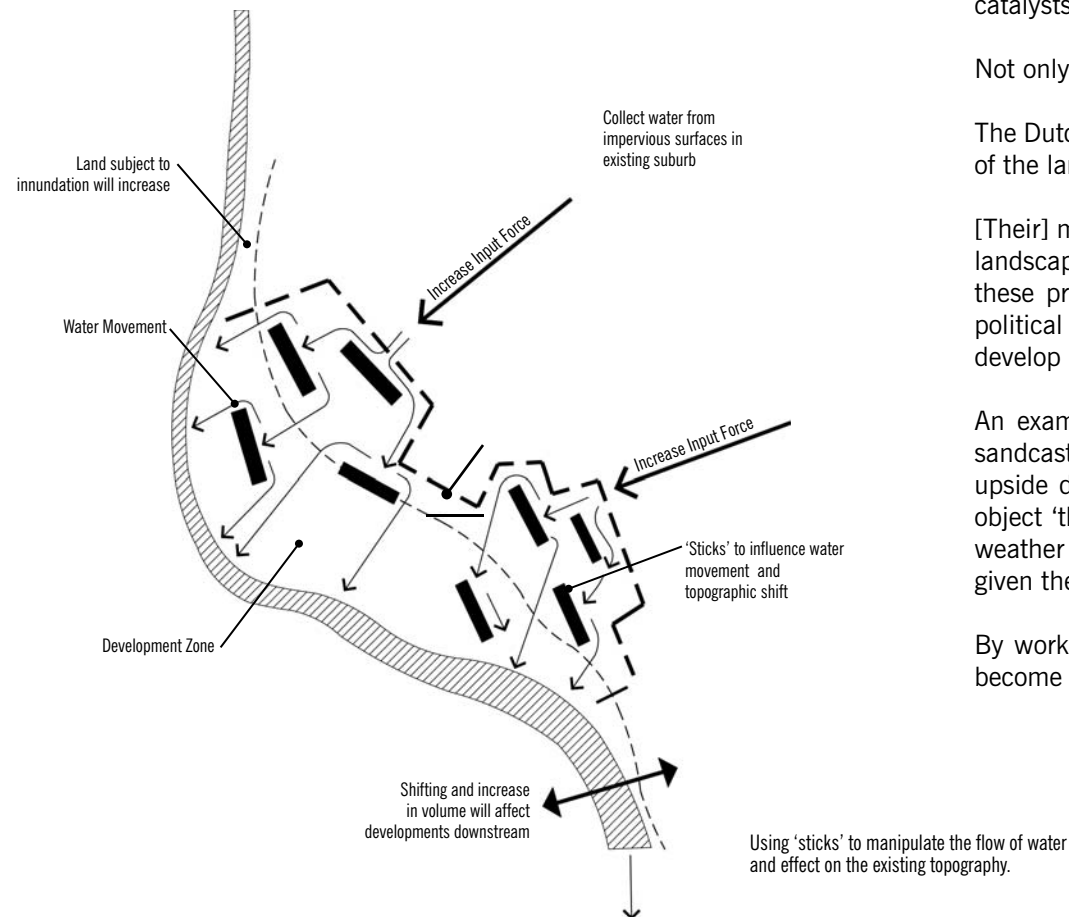 Collect water from
impervious surfaces in
existing suburb
Land subject to
innundation will increase
Increase Input Force
Water Movement
Increase Input Force
'Sticks' to influence water
movement and
topographic shift
Development Zone
Shifting and increase
in volume will affect
developments downstream
Using 'sticks' to manipulate the flow of water
and effect on the existing topography.
catalysts
Not only
The Dutc
of the lan
[Their] m
landscap
these pr
political
develop
An exam
sandcast
upside c
object 'th
weather
given the
By work
become